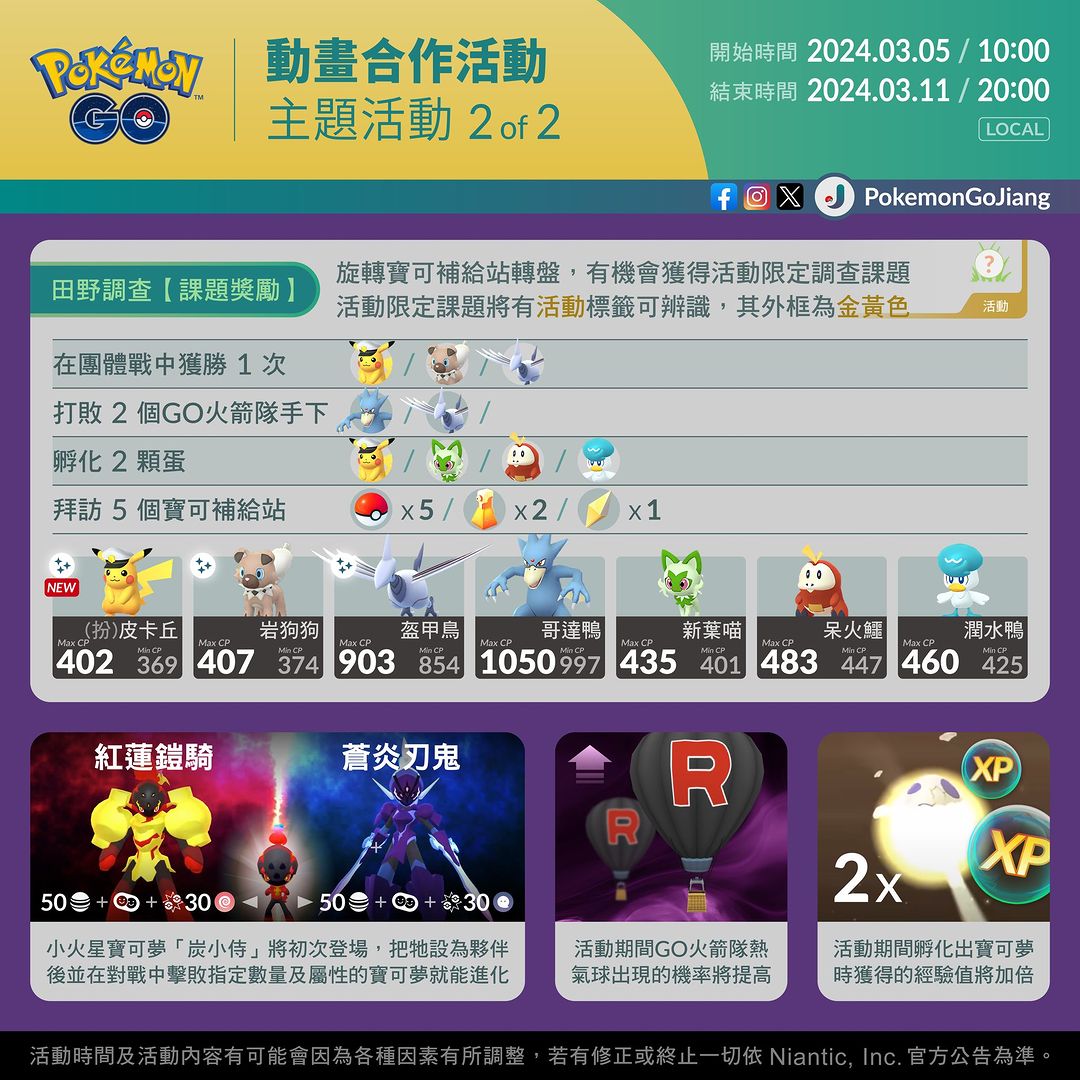 POKÉMON GO
TM
動畫合作活動
主題活動 2 of 2
開始時間 2024.03.05 / 10:00
結束時間 2024.03.11 / 20:00
LOCAL
PokemonGoJiang
田野調查【課題獎勵】
旋轉寶可補給站轉盤，有機會獲得活動限定調查課題
活動限定課題將有活動標籤可辨識，其外框為金黃色
?
活動
在團體戰中獲勝 1 次 / /
打敗 2 個GO火箭隊手下 / /
孵化 2 顆蛋 / / /
拜訪 5 個寶可補給站 x 5 / x 2 / x 1
NEW
(扮)皮卡丘
Max CP 402 Min CP 369
岩狗狗
Max CP 407 Min CP 374
盔甲鳥
Max CP 903 Min CP 854
哥達鴨
Max CP 1050 Min CP 997
新葉喵
Max CP 435 Min CP 401
呆火鱷
Max CP 483 Min CP 447
潤水鴨
Max CP 460 Min CP 425
紅蓮鎧騎
蒼炎刃鬼
50 + + 30
50 + + 30
小火星寶可夢「炭小侍」將初次登場，把牠設為夥伴
後並在對戰中擊敗指定數量及屬性的寶可夢就能進化
R
R
活動期間GO火箭隊熱
氣球出現的機率將提高
XP
XP
2x
活動期間孵化出寶可夢
時獲得的經驗值將加倍
活動時間及活動內容有可能會因為各種因素有所調整，若有修正或終止一切依 Niantic, Inc. 官方公告為準。